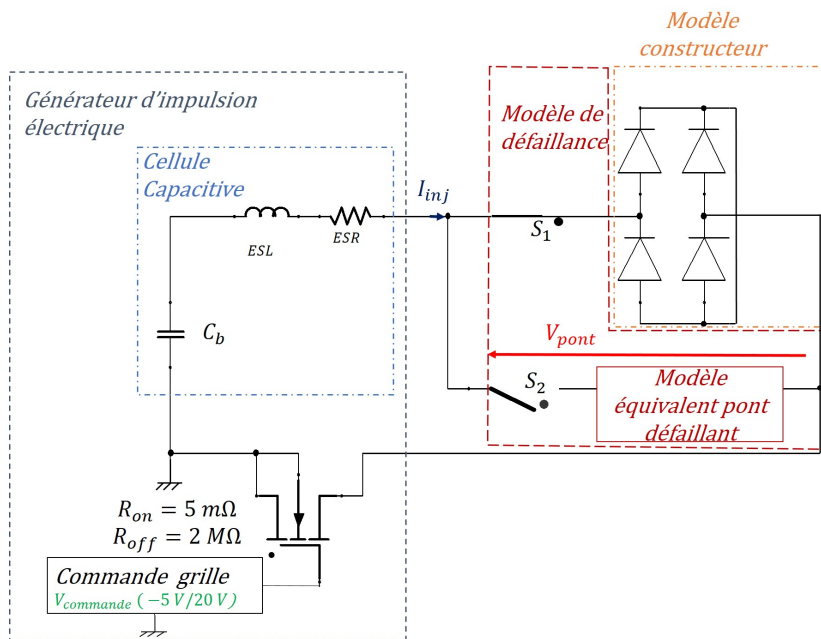 Modèle
constructeur
Générateur d'impulsion
électrique
Modèle de
défaillance
Cellule
Capacitive
I_inj
S_1
ESL
ESR
C_b
V_pont
S_2
Modèle
équivalent pont
défaillant
R_on = 5 mΩ
R_off = 2 MΩ
Commande grille
V_commande (−5 V/20 V)